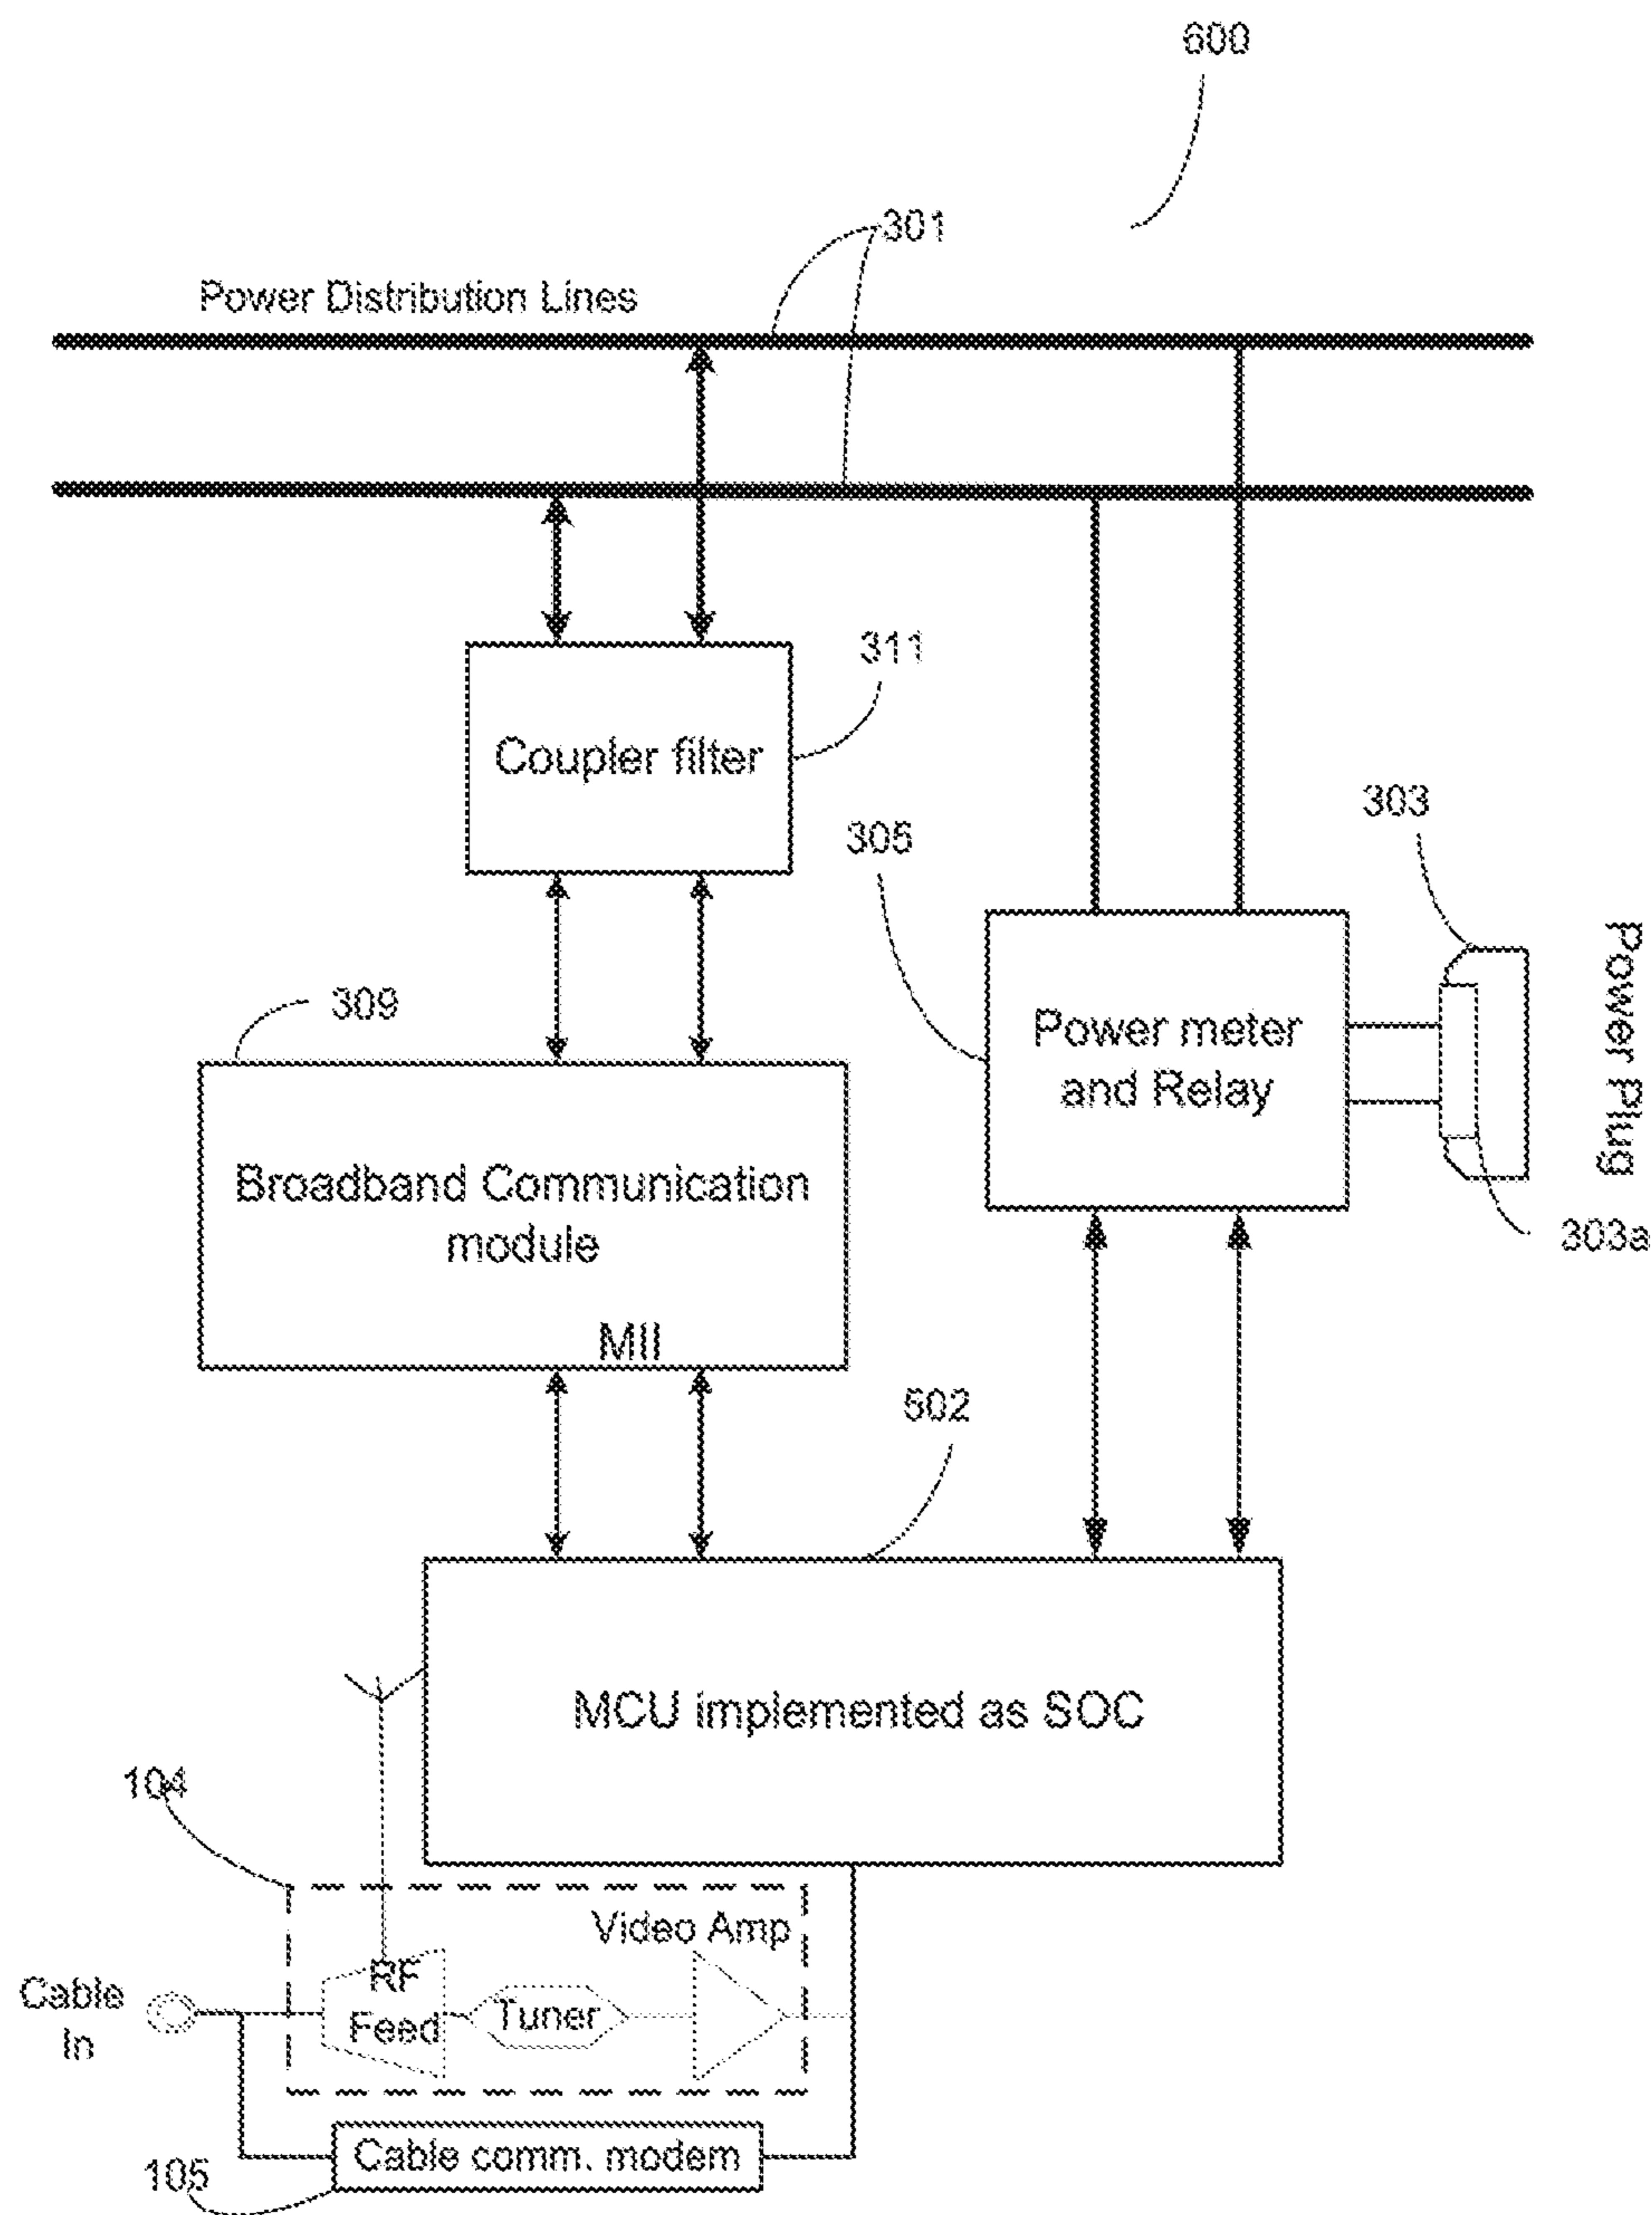 600
301
Power Distribution Lines
311
Coupler filter
303
305
Power Plug
309
Power meter
and Relay
Broadband Communication
module
303a
MII
502
MCU implemented as SOC
104
Video Amp
RF
Feed
Tuner
Cable
In
Cable comm. modem
105